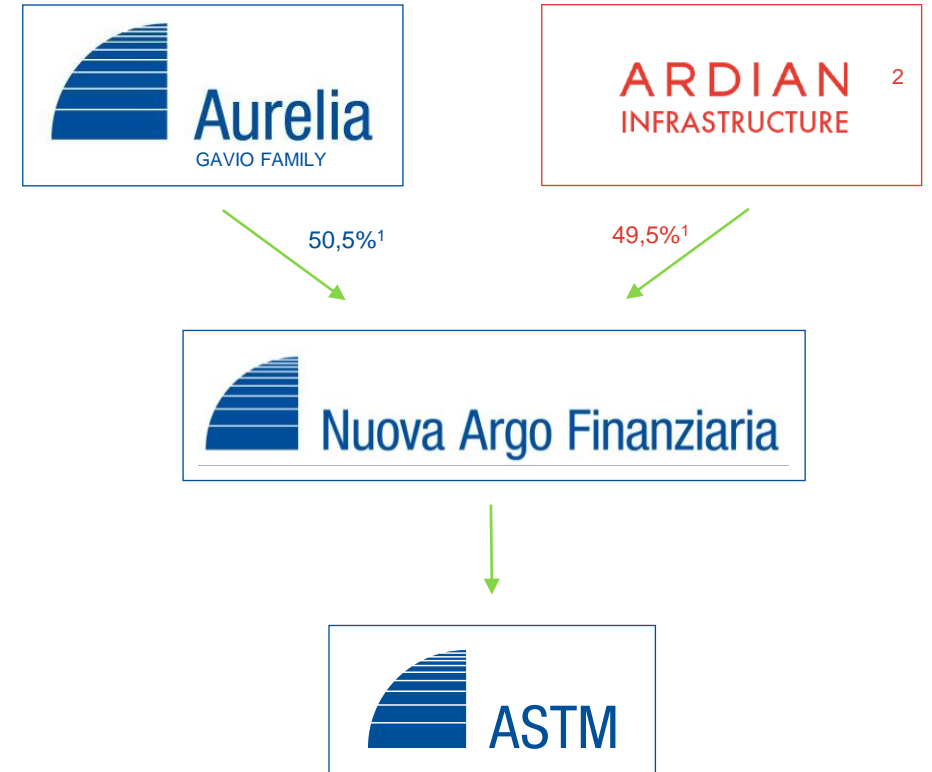 Aurelia
GAVIO FAMILY
ARDIAN
INFRASTRUCTURE
2
50,5%¹
49,5%¹
Nuova Argo Finanziaria
ASTM